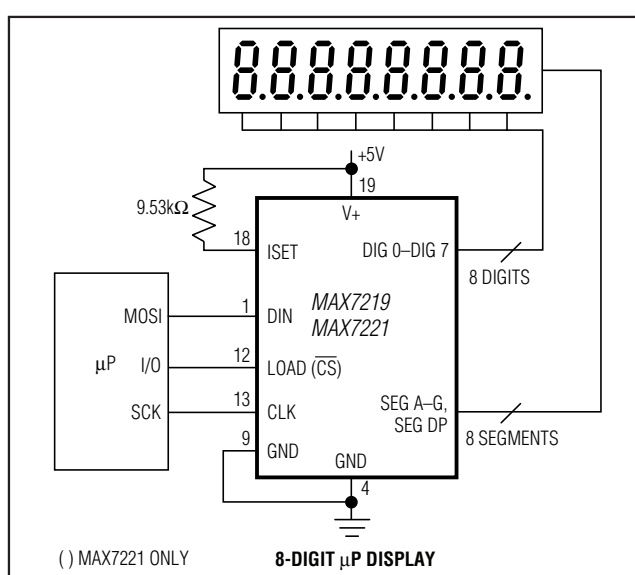 8.8.8.8.8.8.8.8.
+5V
19
9.53kΩ
V+
18
ISET
DIG 0–DIG 7
8 DIGITS
MOSI
1
DIN
MAX7219
MAX7221
μP
I/O
12
LOAD (C̅S̅)
SCK
13
CLK
SEG A–G,
SEG DP
8 SEGMENTS
9
GND
GND
4
( ) MAX7221 ONLY
8-DIGIT μP DISPLAY